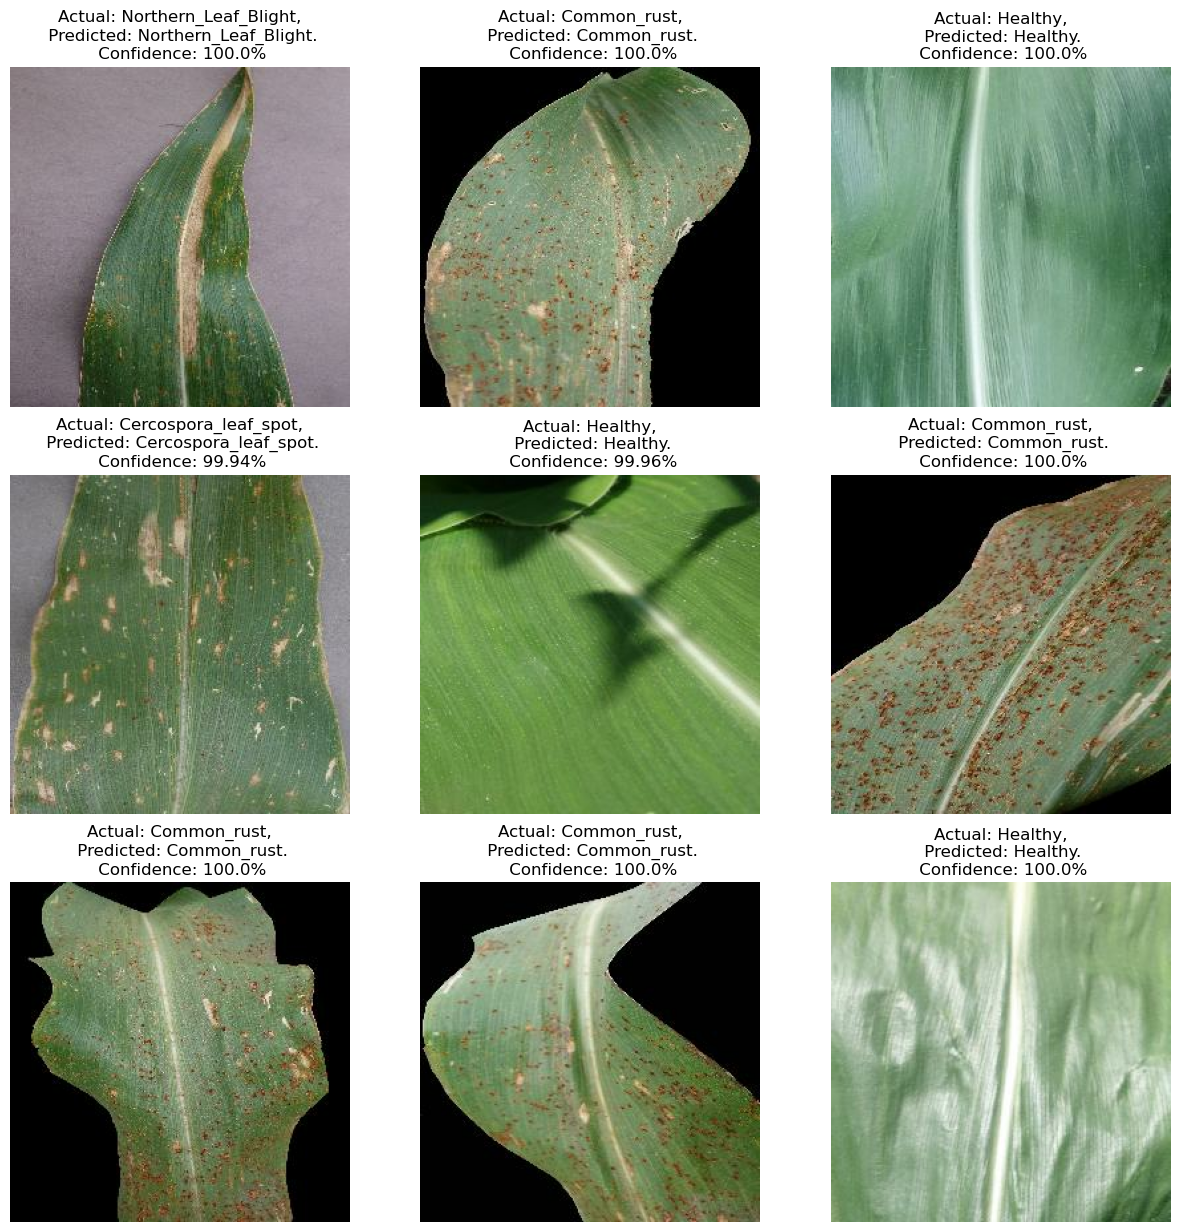 Actual: Northern_Leaf_Blight,
Predicted: Northern_Leaf_Blight.
Confidence: 100.0%
Actual: Common_rust,
Predicted: Common_rust.
Confidence: 100.0%
Actual: Healthy,
Predicted: Healthy.
Confidence: 100.0%
Actual: Cercospora_leaf_spot,
Predicted: Cercospora_leaf_spot.
Confidence: 99.94%
Actual: Healthy,
Predicted: Healthy.
Confidence: 99.96%
Actual: Common_rust,
Predicted: Common_rust.
Confidence: 100.0%
Actual: Common_rust,
Predicted: Common_rust.
Confidence: 100.0%
Actual: Common_rust,
Predicted: Common_rust.
Confidence: 100.0%
Actual: Healthy,
Predicted: Healthy.
Confidence: 100.0%